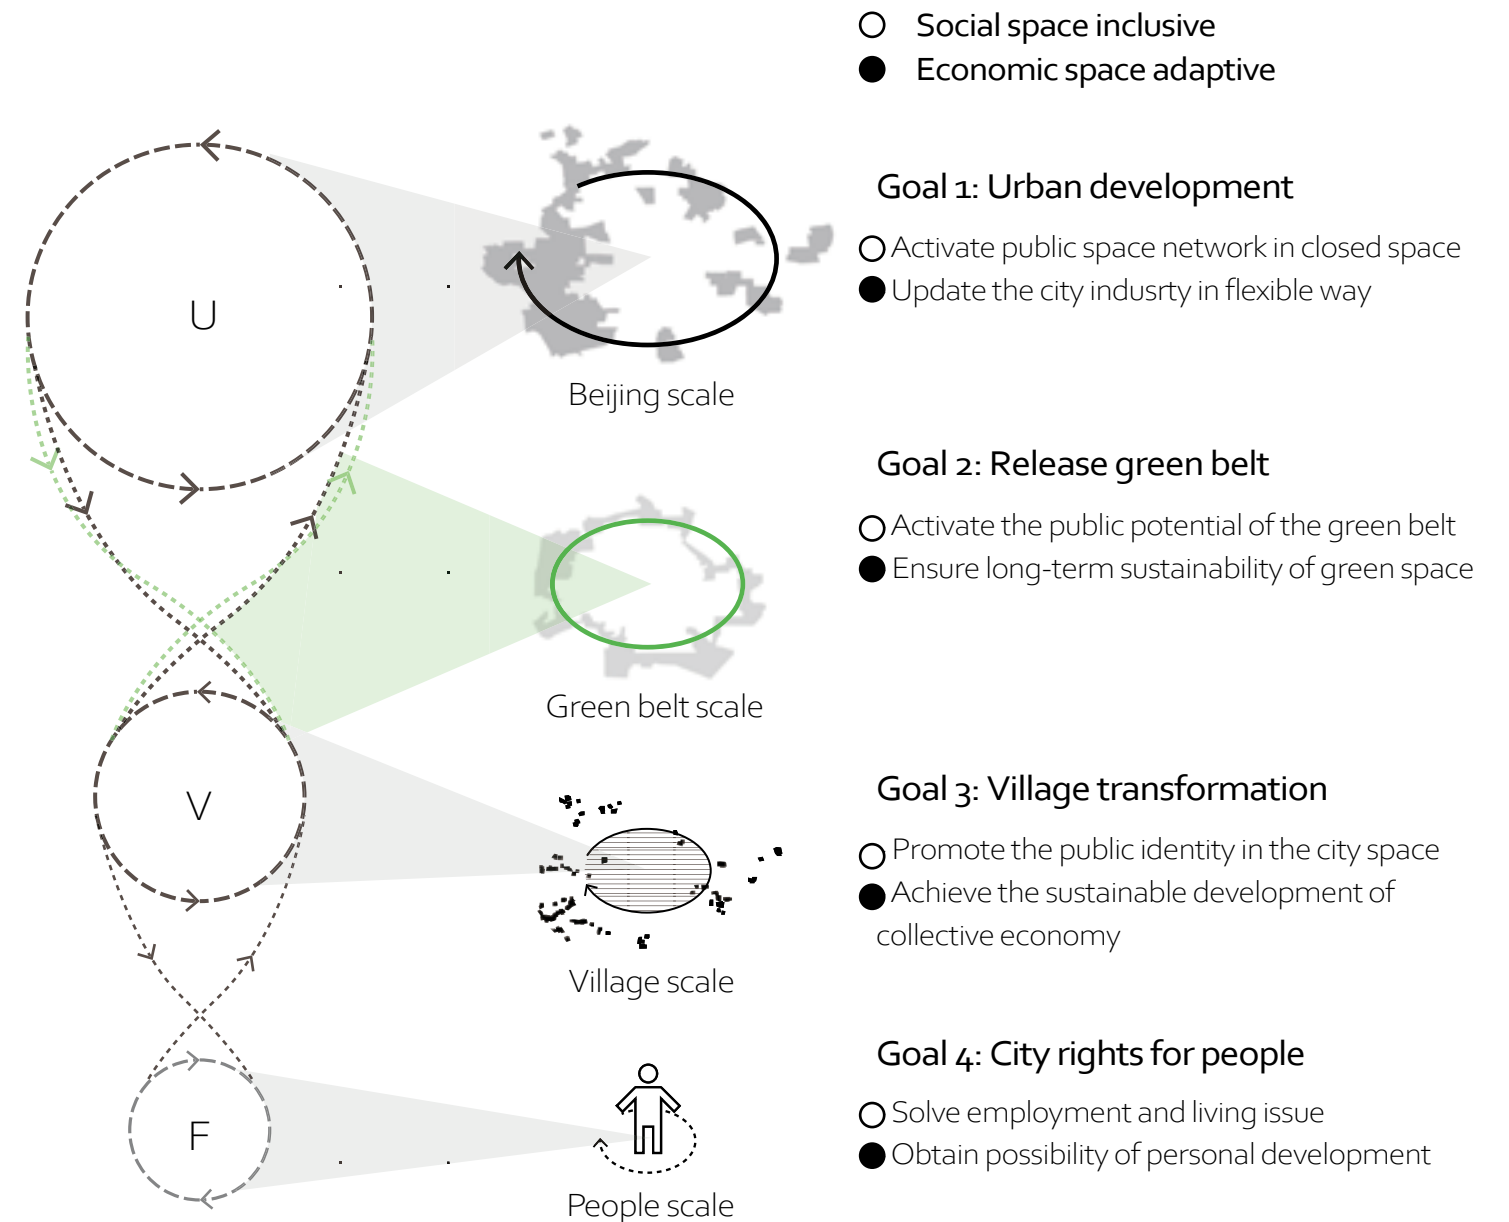 Social space inclusive
Economic space adaptive
U
Beijing scale
Goal 1: Urban development
Activate public space network in closed space
Update the city indusrty in flexible way
Green belt scale
Goal 2: Release green belt
Activate the public potential of the green belt
Ensure long-term sustainability of green space
V
Village scale
Goal 3: Village transformation
Promote the public identity in the city space
Achieve the sustainable development of
collective economy
F
People scale
Goal 4: City rights for people
Solve employment and living issue
Obtain possibility of personal development